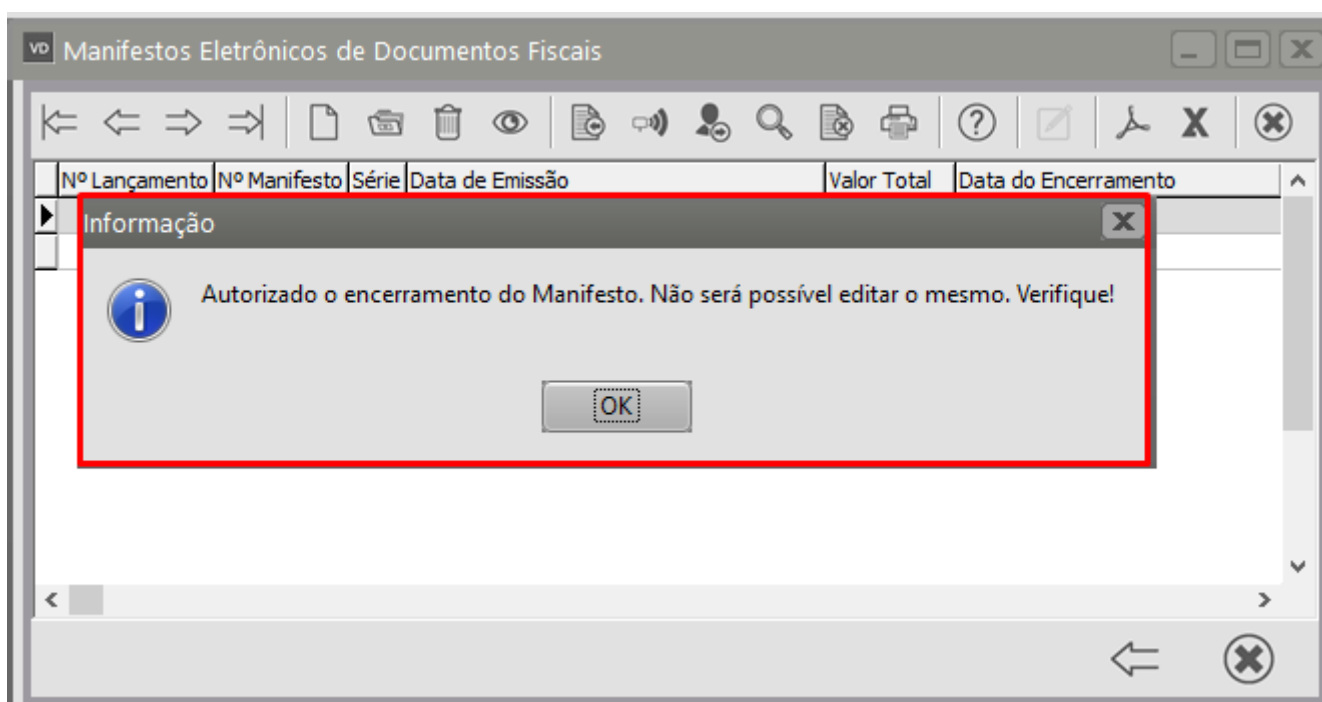 VD Manifestos Eletrônicos de Documentos Fiscais
Nº Lançamento Nº Manifesto Série Data de Emissão Valor Total Data do Encerramento
Informação
Autorizado o encerramento do Manifesto. Não será possível editar o mesmo. Verifique!
OK